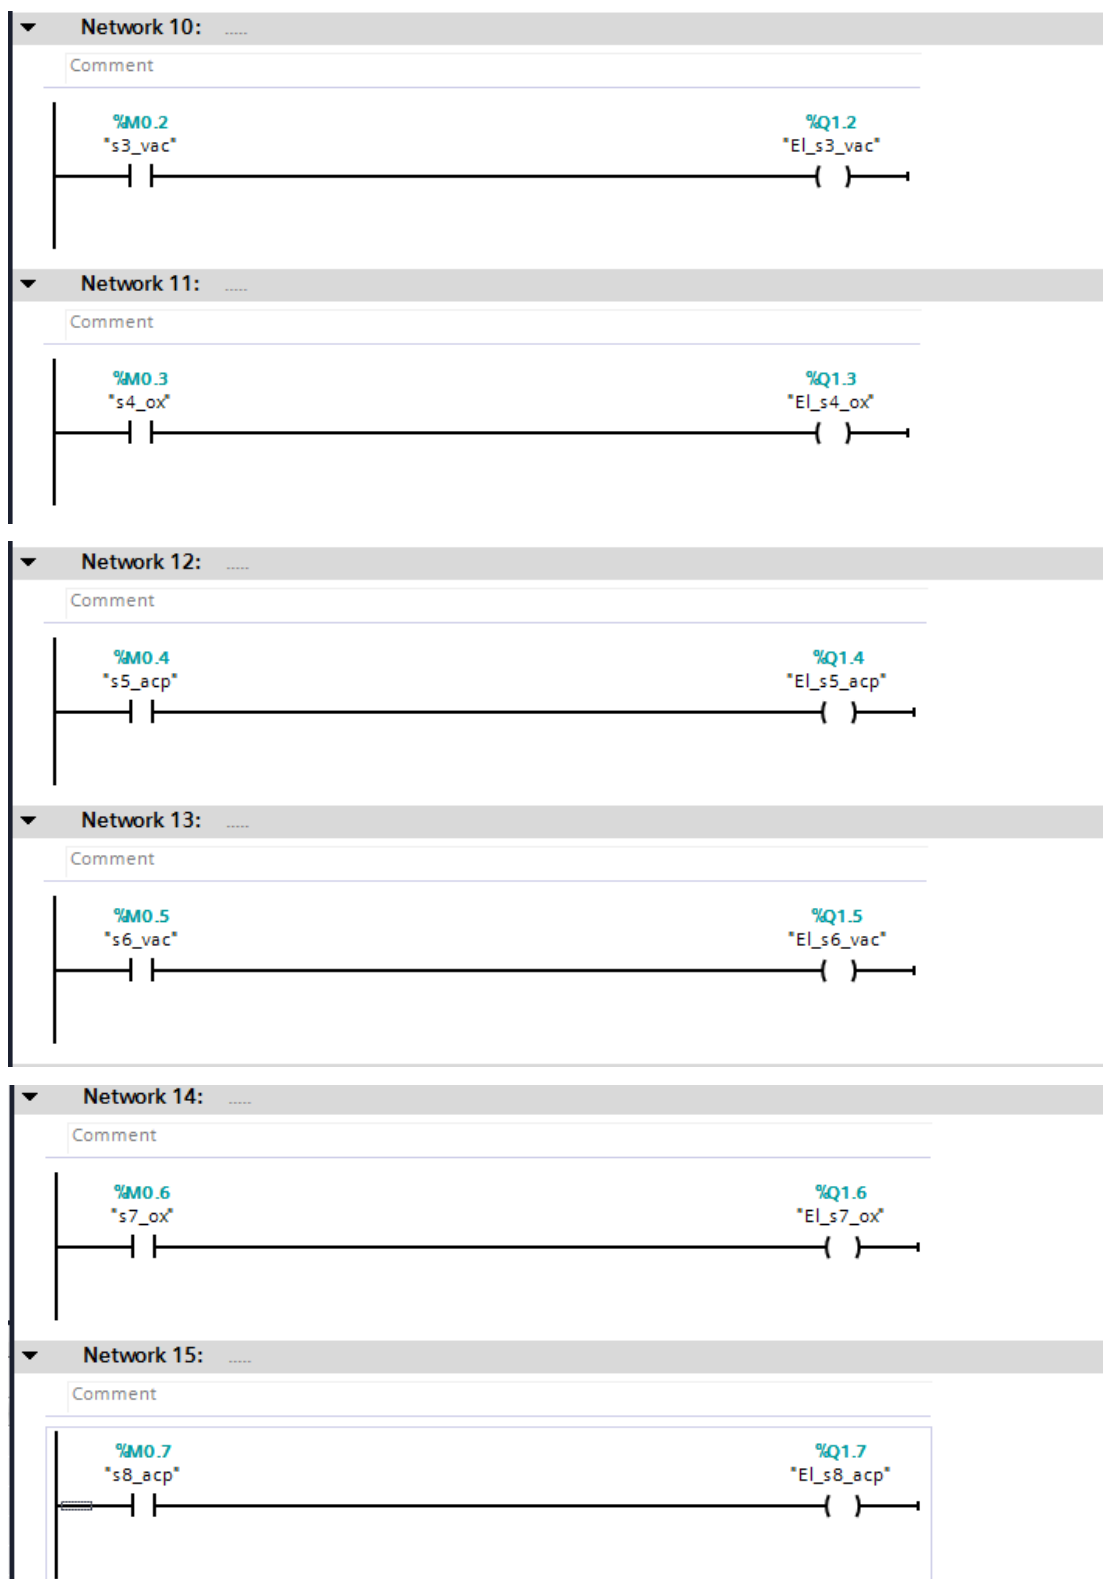 Network 10: .....
Comment
%M0.2 %Q1.2
"s3_vac" "El_s3_vac"
Network 11: .....
Comment
%M0.3 %Q1.3
"s4_ox" "El_s4_ox"
Network 12: .....
Comment
%M0.4 %Q1.4
"s5_acp" "El_s5_acp"
Network 13: .....
Comment
%M0.5 %Q1.5
"s6_vac" "El_s6_vac"
Network 14: .....
Comment
%M0.6 %Q1.6
"s7_ox" "El_s7_ox"
Network 15: .....
Comment
%M0.7 %Q1.7
"s8_acp" "El_s8_acp"